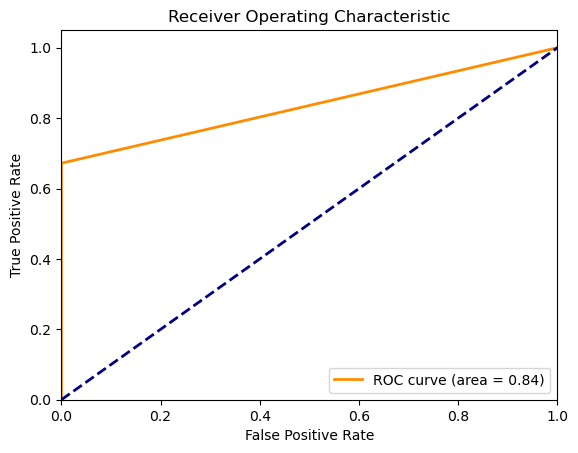 Receiver Operating Characteristic
True Positive Rate
1.0
0.8
0.6
0.4
0.2
0.0
ROC curve (area = 0.84)
0.0 0.2 0.4 0.6 0.8 1.0
False Positive Rate